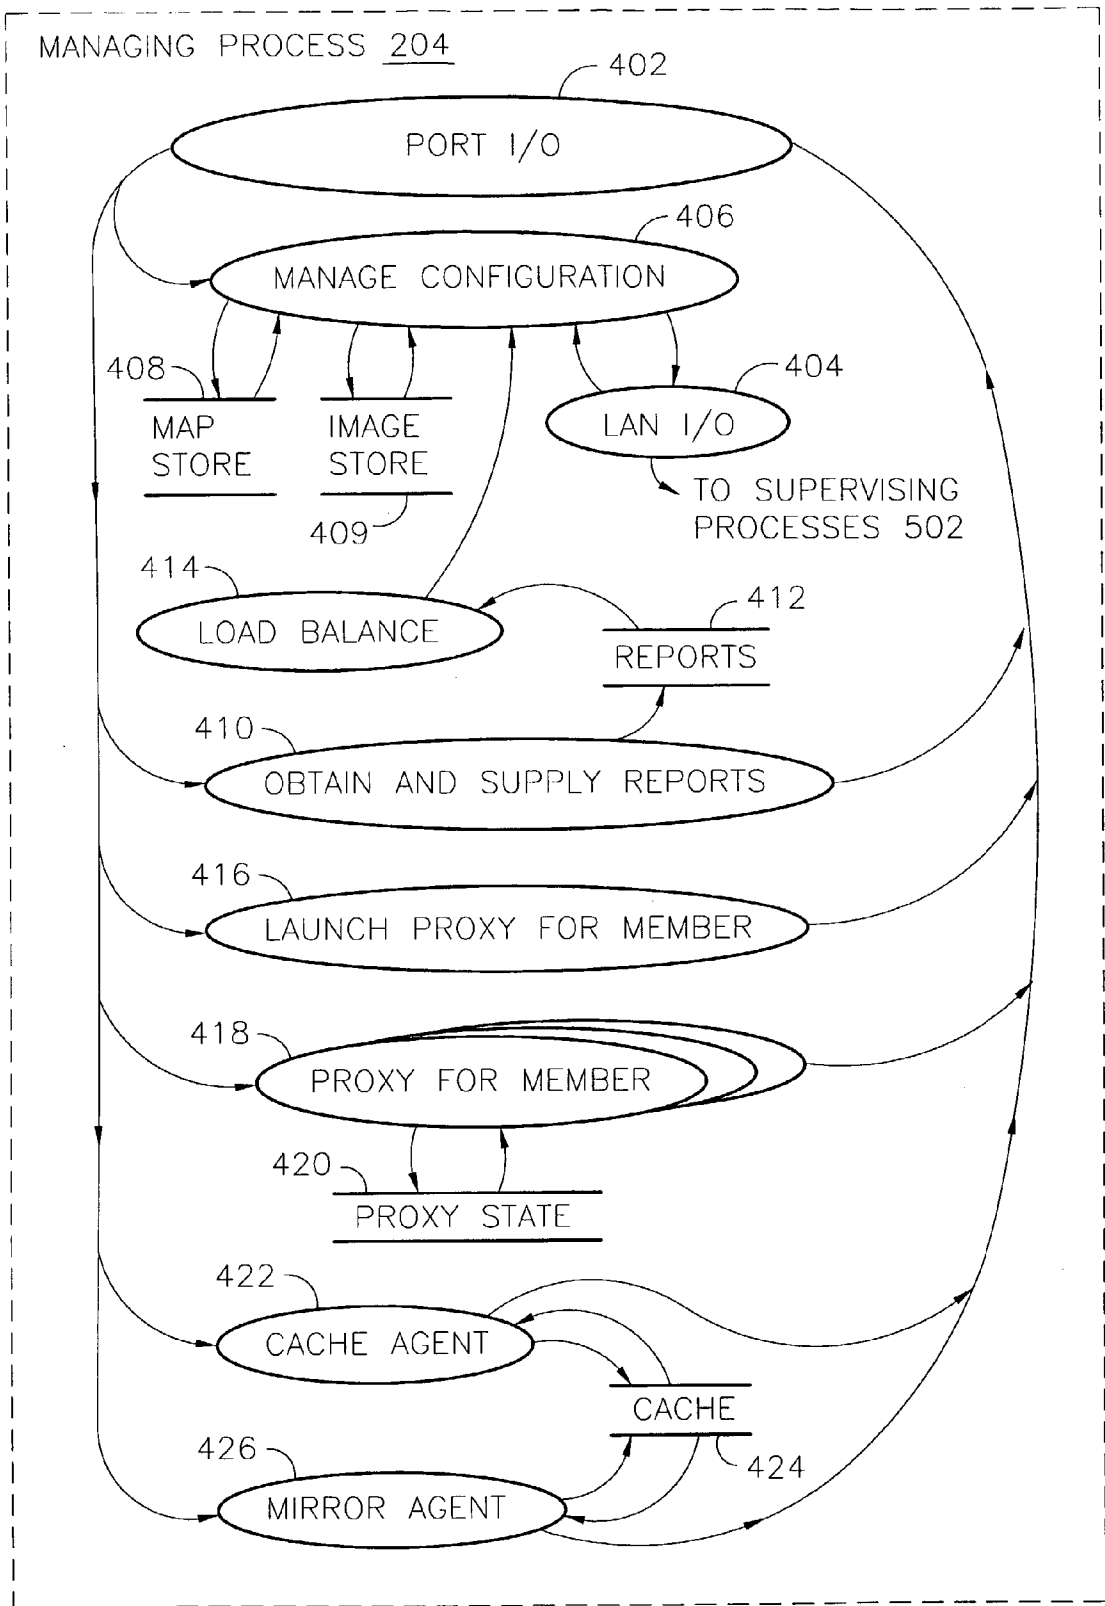 MANAGING PROCESS 204
402
PORT I/O
406
MANAGE CONFIGURATION
408
404
MAP
STORE
IMAGE
STORE
409
LAN I/O
TO SUPERVISING
PROCESSES 502
414
LOAD BALANCE
412
REPORTS
410
OBTAIN AND SUPPLY REPORTS
416
LAUNCH PROXY FOR MEMBER
418
PROXY FOR MEMBER
420
PROXY STATE
422
CACHE AGENT
CACHE
424
426
MIRROR AGENT